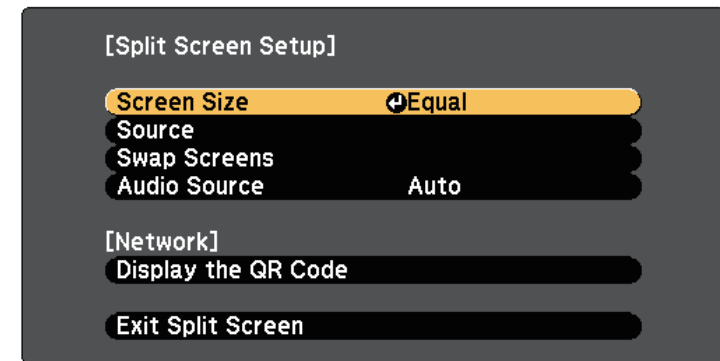 [Split Screen Setup]
Screen Size Equal
Source
Swap Screens
Audio Source Auto
[Network]
Display the QR Code
Exit Split Screen